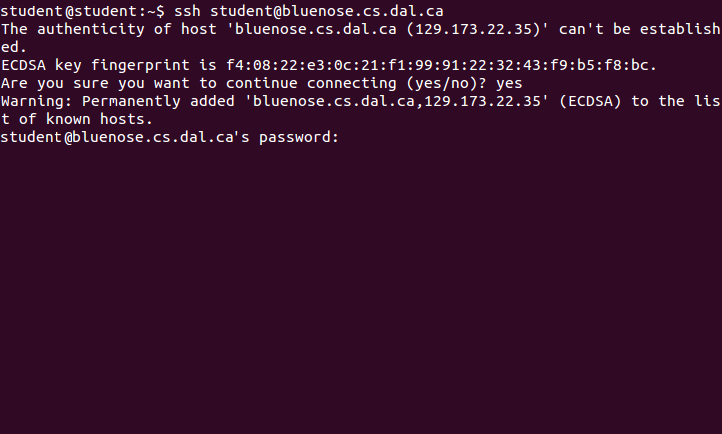 student@student:~$ ssh student@bluenose.cs.dal.ca
The authenticity of host 'bluenose.cs.dal.ca (129.173.22.35)' can't be establish
ed.
ECDSA key fingerprint is f4:08:22:e3:0c:21:f1:99:91:22:32:43:f9:b5:f8:bc.
Are you sure you want to continue connecting (yes/no)? yes
Warning: Permanently added 'bluenose.cs.dal.ca,129.173.22.35' (ECDSA) to the lis
t of known hosts.
student@bluenose.cs.dal.ca's password: